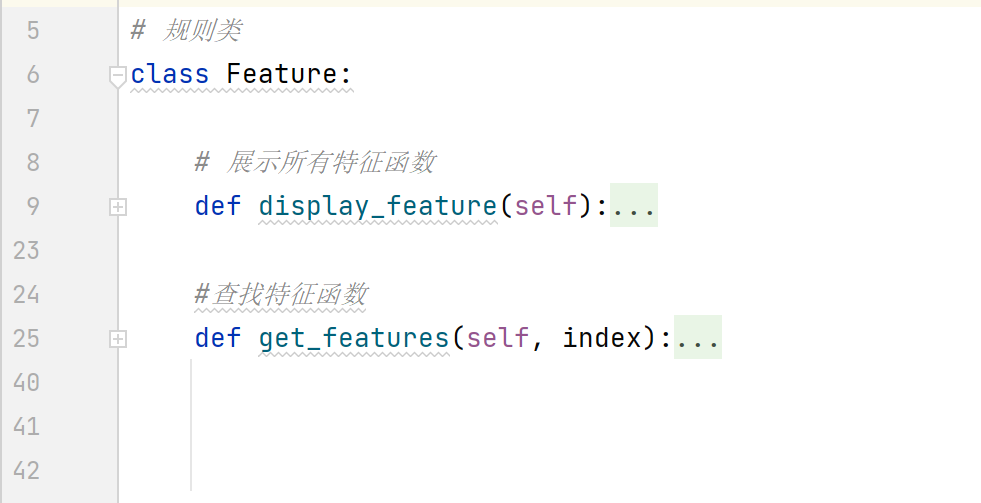 5 # 规则类
6 class Feature:
7
8 # 展示所有特征函数
9 def display_feature(self):...
23
24 #查找特征函数
25 def get_features(self, index):...
40
41
42